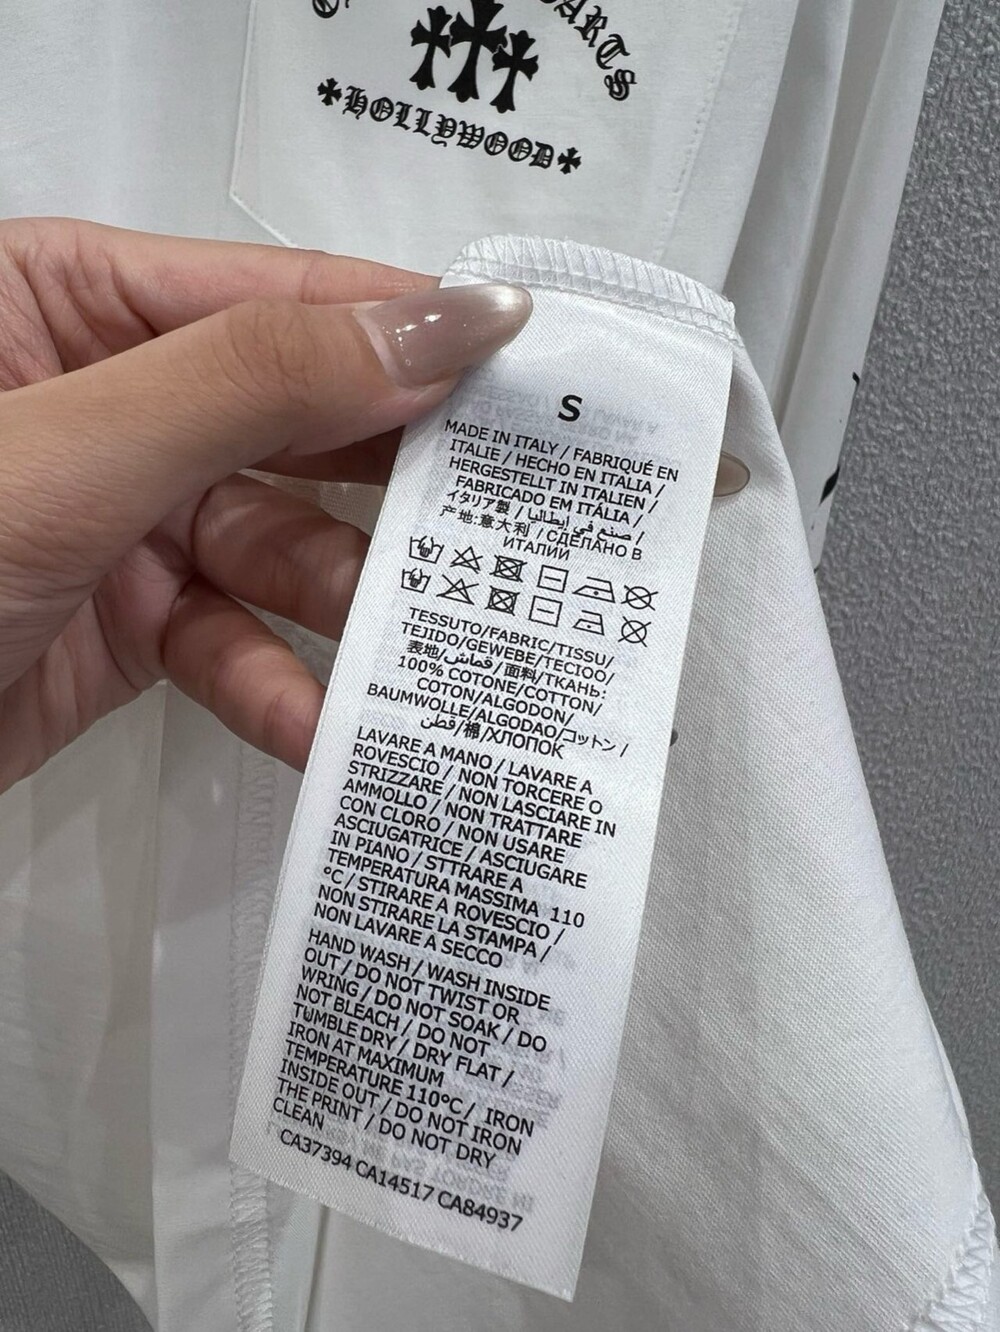 HOLLYWOOD
S
MADE IN ITALY / FABRIQUÉ EN
ITALIE / HECHO EN ITALIA /
HERGESTELLT IN ITALIEN /
FABRICADO EM ITÁLIA /
イタリア製 / صنع في إيطاليا /
产地:意大利 / СДЕЛАНО В
ИТАЛИИ
TESSUTO/FABRIC/TISSU/
TEJIDO/GEWEBE/TECIOO/
表地/قماش/面料/ТКАНЬ:
100% COTONE/COTTON/
COTON/ALGODON/
BAUMWOLLE/ALGODAO/コットン/
قطن/棉/ХЛОПОК
LAVARE A MANO / LAVARE A
ROVESCIO / NON TORCERE O
STRIZZARE / NON LASCIARE IN
AMMOLLO / NON TRATTARE
CON CLORO / NON USARE
ASCIUGATRICE / ASCIUGARE
IN PIANO / STTRARE A
TEMPERATURA MASSIMA 110
°C / STIRARE A ROVESCIO /
NON STIRARE LA STAMPA /
NON LAVARE A SECCO
HAND WASH / WASH INSIDE
OUT / DO NOT TWIST OR
WRING / DO NOT SOAK / DO
NOT BLEACH / DO NOT
TUMBLE DRY / DRY FLAT /
IRON AT MAXIMUM
TEMPERATURE 110°C / IRON
INSIDE OUT / DO NOT IRON
THE PRINT / DO NOT DRY
CLEAN
CA37394 CA14517 CA84937